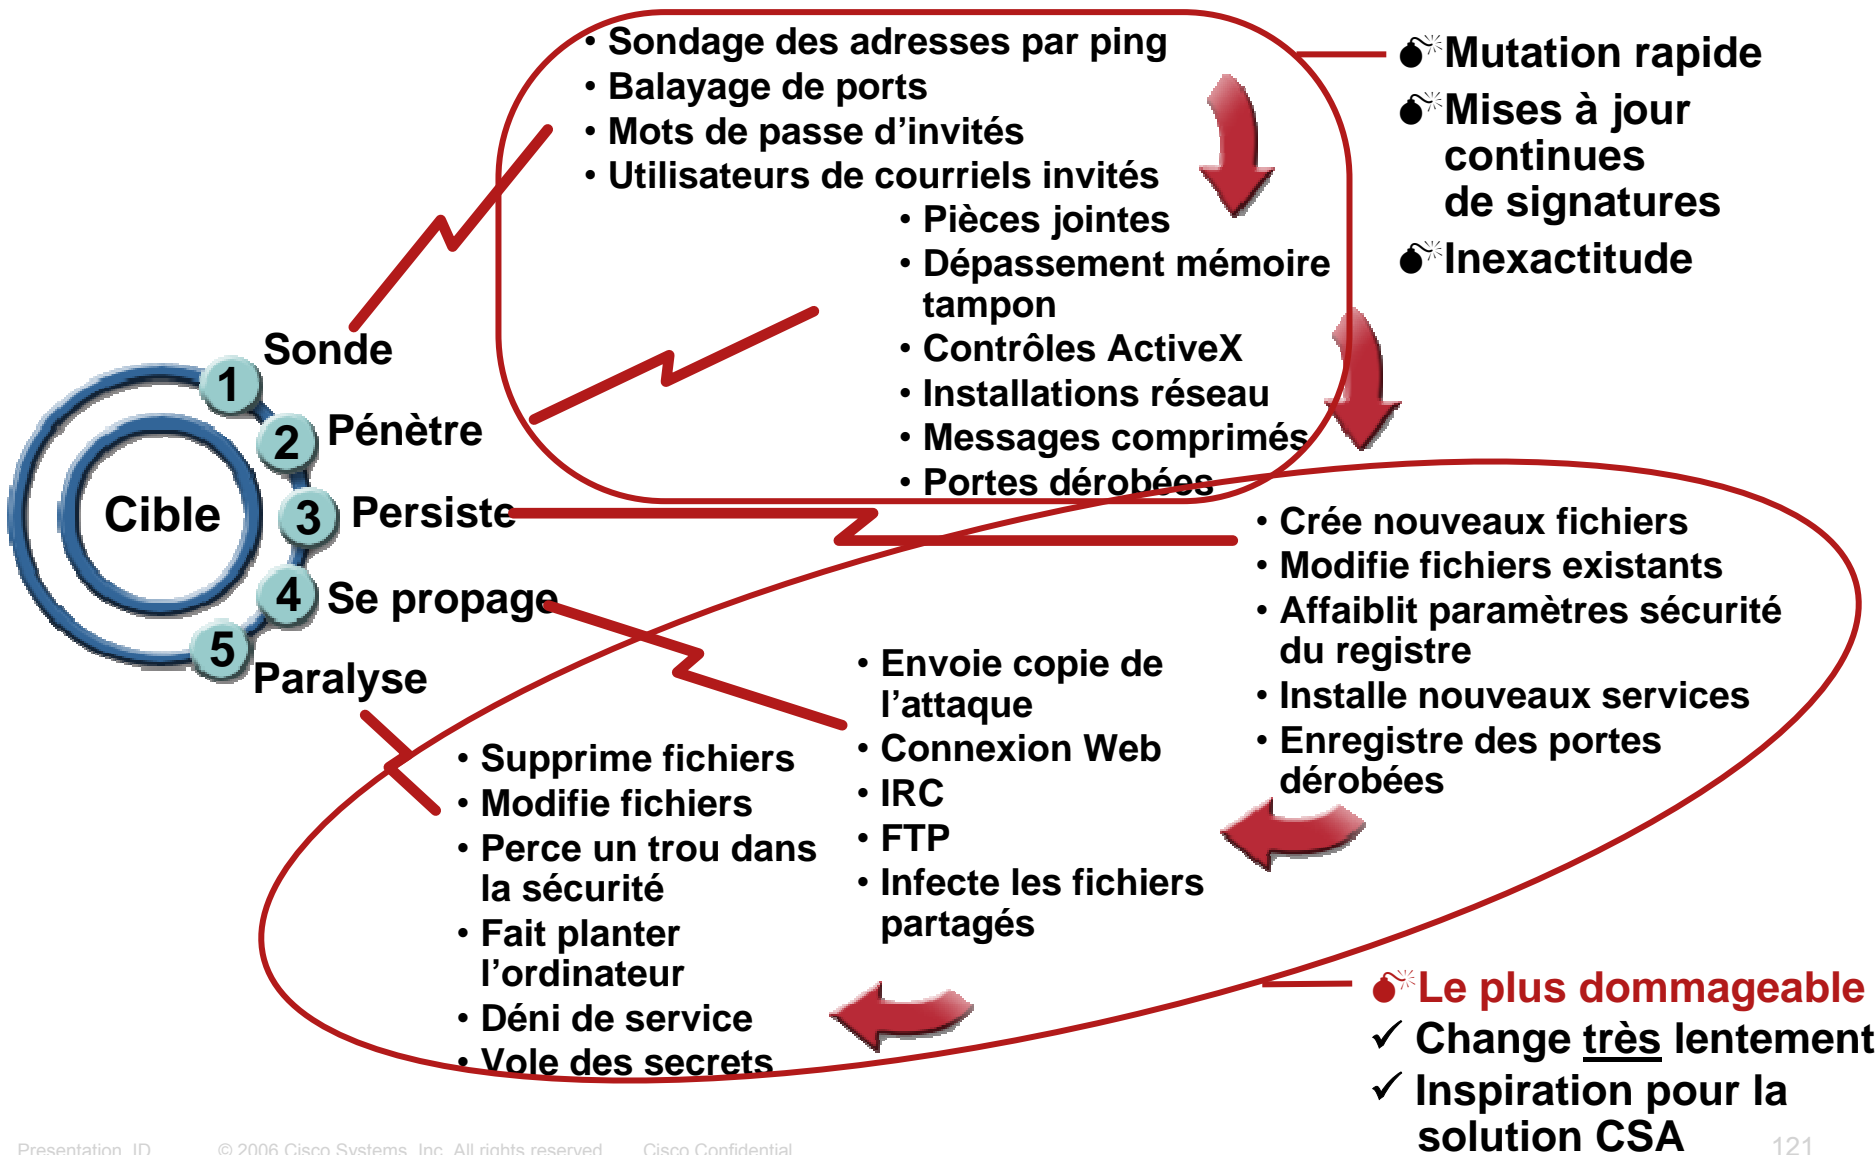 • Sondage des adresses par ping
• Balayage de ports
• Mots de passe d’invités
• Utilisateurs de courriels invités
• Pièces jointes
• Dépassement mémoire
tampon
• Contrôles ActiveX
• Installations réseau
• Messages comprimés
• Portes dérobées
Mutation rapide
Mises à jour
continues
de signatures
Inexactitude
Cible
1 Sonde
2 Pénètre
3 Persiste
4 Se propage
5 Paralyse
• Crée nouveaux fichiers
• Modifie fichiers existants
• Affaiblit paramètres sécurité
du registre
• Installe nouveaux services
• Enregistre des portes
dérobées
• Envoie copie de
l’attaque
• Connexion Web
• IRC
• FTP
• Infecte les fichiers
partagés
• Supprime fichiers
• Modifie fichiers
• Perce un trou dans
la sécurité
• Fait planter
l’ordinateur
• Déni de service
• Vole des secrets
Le plus dommageable
✓ Change très lentement
✓ Inspiration pour la
solution CSA
Presentation_ID © 2006 Cisco Systems, Inc. All rights reserved. Cisco Confidential 121